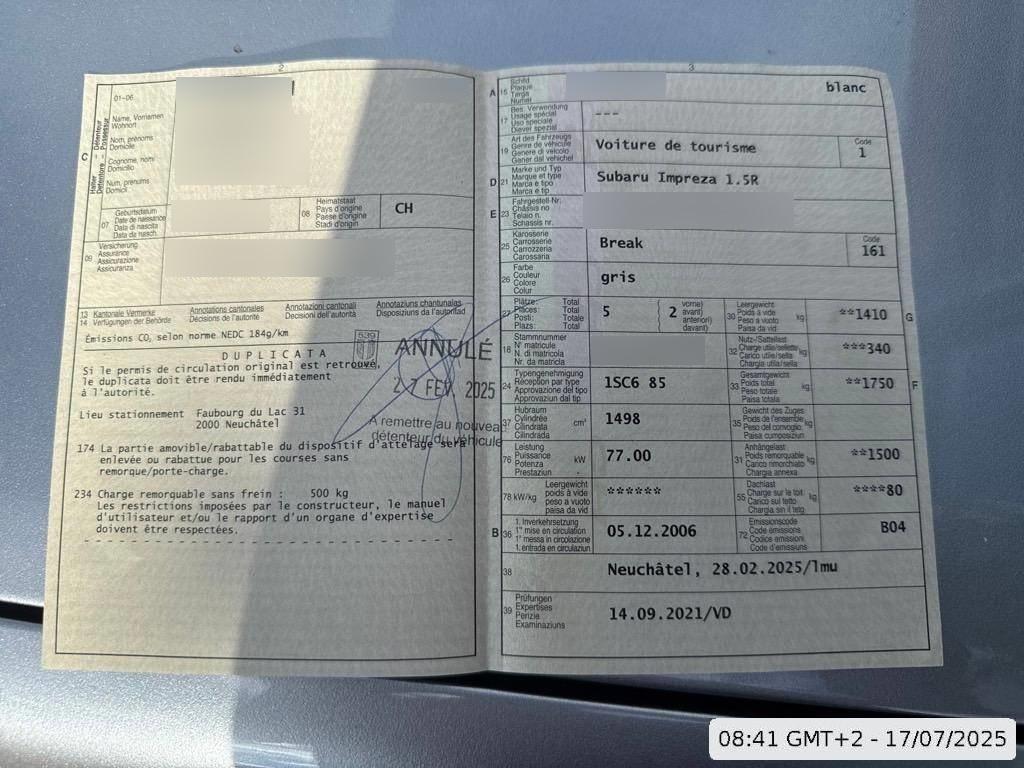 2
01-06
Name, Vornamen
Wohnort
Nom, prénoms
Domicile
Cognome, nomi
Domicilio
Num, prenums
Domicil
C
Halter – Détenteur
Detentore – Possessur
07
Geburtsdatum
Date de naissance
Data di nascita
Data da nasch.
08
Heimatstaat
Pays d'origine
Paese d'origine
Stadi d'origin
CH
09
Versicherung
Assurance
Assicurazione
Assicuranza
13 Kantonale Vermerke
14 Verfügungen der Behörde
Annotations cantonales
Décisions de l'autorité
Annotazioni cantonali
Decisioni dell'autorità
Annotaziuns chantunalas
Disposiziuns da l'autoritad
Émissions CO₂ selon norme NEDC 184g/km
639
DUPLICATA
ANNULÉ
Si le permis de circulation original est retrouvé,
le duplicata doit être rendu immédiatement
à l'autorité.
2 7 FEV. 2025
Lieu stationnement Faubourg du Lac 31
2000 Neuchâtel
A remettre au nouveau
détenteur du véhicule
174 La partie amovible/rabattable du dispositif d'attelage sera
enlevée ou rabattue pour les courses sans
remorque/porte-charge.
234 Charge remorquable sans frein : 500 kg
Les restrictions imposées par le constructeur, le manuel
d'utilisateur et/ou le rapport d'un organe d'expertise
doivent être respectées.
3
A 15
Schild
Plaque
Targa
Numer
blanc
17
Bes. Verwendung
Usage spécial
Uso speciale
Diever spezial
---
19
Art des Fahrzeugs
Genre de véhicule
Genere di veicolo
Gener dal vehichel
Voiture de tourisme
Code
1
D 21
Marke und Typ
Marque et type
Marca e tipo
Marca e tip
Subaru Impreza 1.5R
E 23
Fahrgestell-Nr.
Châssis no
Telaio n.
Schassis nr.
25
Karosserie
Carrosserie
Carrozzeria
Carossaria
Break
Code
161
26
Farbe
Couleur
Colore
Colur
gris
27
Plätze: Total
Places: Total
Posti: Totale
Plazs: Total
5
2
vorne)
avant)
anteriori)
davant)
30
Leergewicht
Poids à vide
Peso a vuoto
Paisa da vid
kg
**1410
G
18
Stammnummer
N matricule
N. di matricola
Nr. da matricla
32
Nutz-/Sattellast
Charge utile/sellette
Carico utile/sella
Chargia utila/sella
kg
***340
24
Typengenehmigung
Réception par type
Approvazione del tipo
Approvaziun dal tip
1SC6 85
33
Gesamtgewicht
Poids total
Peso totale
Paisa totala
kg
**1750
F
37
Hubraum
Cylindrée
Cilindrata
Cilindrada
cm³
1498
35
Gewicht des Zuges
Poids de l'ensemble
Peso del convoglio
Paisa cumposiziun
kg
76
Leistung
Puissance
Potenza
Prestaziun
kW
77.00
31
Anhängelast
Poids remorquable
Carico rimorchiato
Chargia annexa
kg
**1500
78 kW/kg
Leergewicht
poids à vide
peso a vuoto
paisa da vid
******
55
Dachlast
Charge sur le toit
Carico sul tetto
Chargia sin il tetg
kg
****80
B 36
1. Inverkehrsetzung
1ʳᵉ mise en circulation
1ᵃ messa in circolazione
1. entrada en circulaziun
05.12.2006
72
Emissionscode
Code émissions
Codice emissioni
Code d'emissiuns
B04
38
Neuchâtel, 28.02.2025/lmu
39
Prüfungen
Expertises
Perizie
Examinaziuns
14.09.2021/VD
08:41 GMT+2 - 17/07/2025